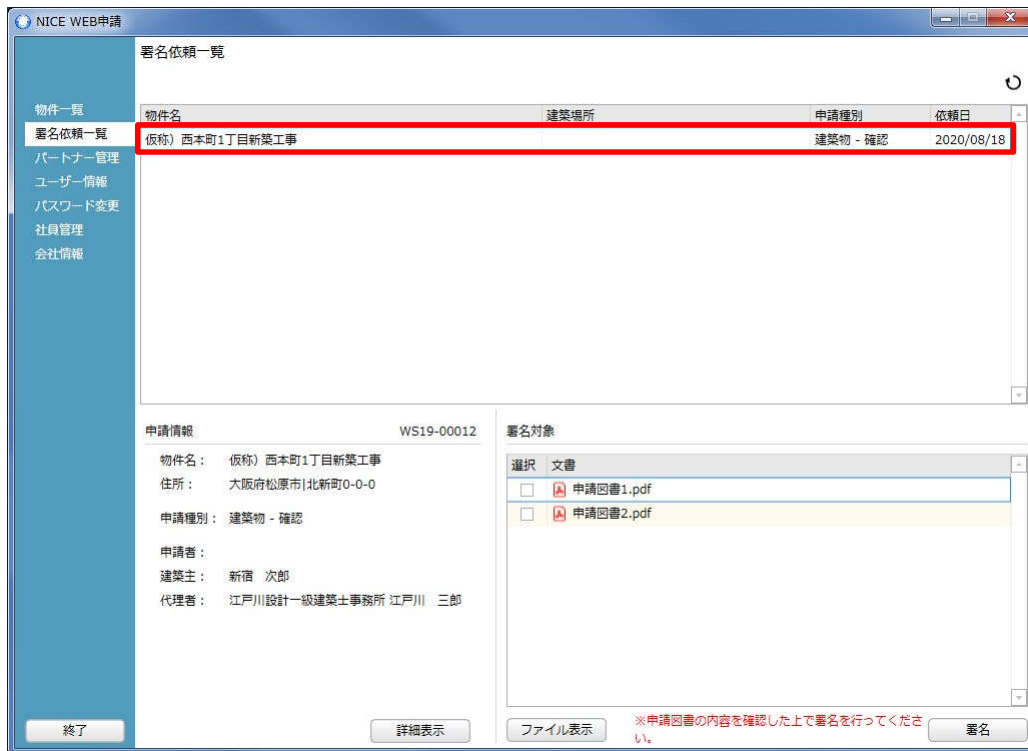 NICE WEB申請
署名依頼一覧
物件一覧
署名依頼一覧
パートナー管理
ユーザー情報
パスワード変更
社員管理
会社情報
物件名 建築場所 申請種別 依頼日
仮称）西本町1丁目新築工事 建築物 - 確認 2020/08/18
申請情報 WS19-00012
物件名： 仮称）西本町1丁目新築工事
住所： 大阪府松原市|北新町0-0-0
申請種別： 建築物 - 確認
申請者：
建築主： 新宿　次郎
代理者： 江戸川設計一級建築士事務所 江戸川　三郎
署名対象
選択 文書
申請図書1.pdf
申請図書2.pdf
終了
詳細表示
ファイル表示
※申請図書の内容を確認した上で署名を行ってくださ
い。
署名